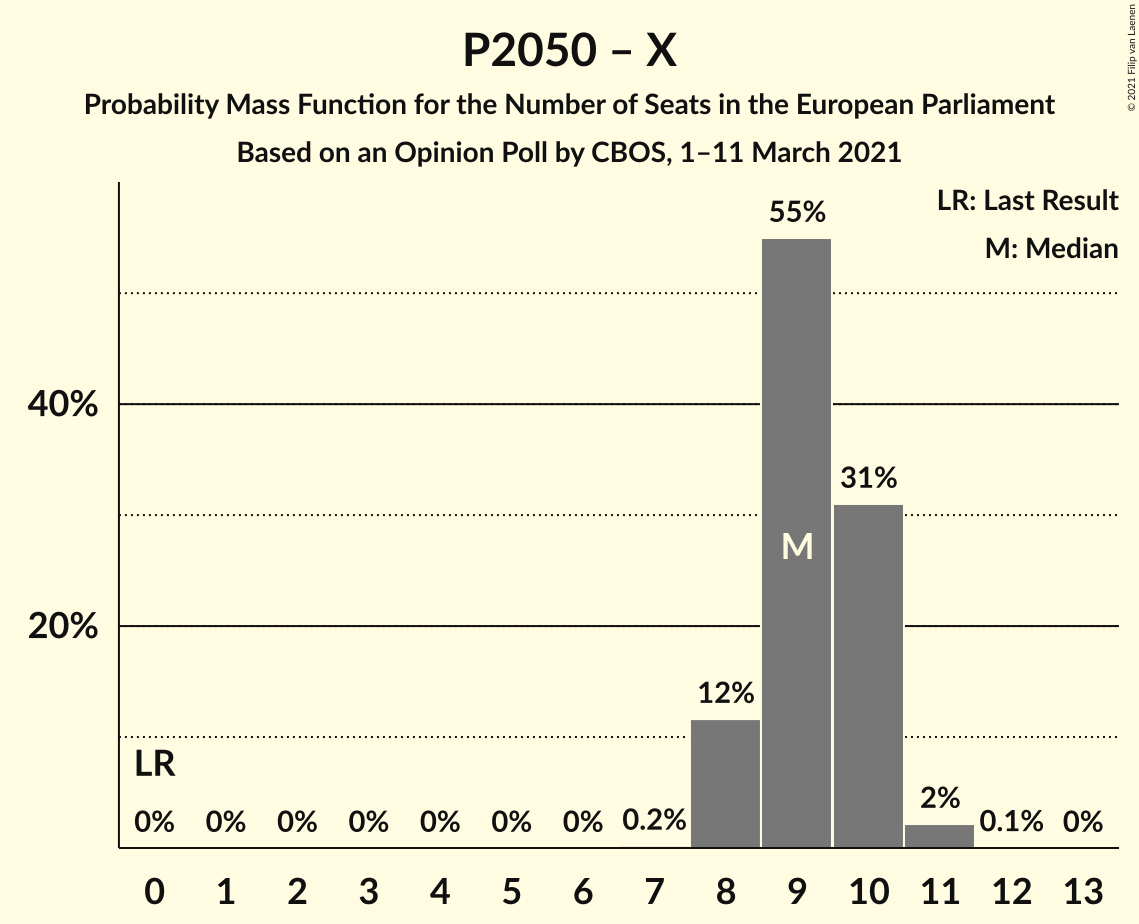 P2050 – X
Probability Mass Function for the Number of Seats in the European Parliament
Based on an Opinion Poll by CBOS, 1–11 March 2021
© 2021 Filip van Laenen
LR: Last Result
M: Median
55%
40%
31%
M
20%
12%
LR
2%
0% 0% 0% 0% 0% 0% 0% 0.2% 0.1% 0%
0 1 2 3 4 5 6 7 8 9 10 11 12 13